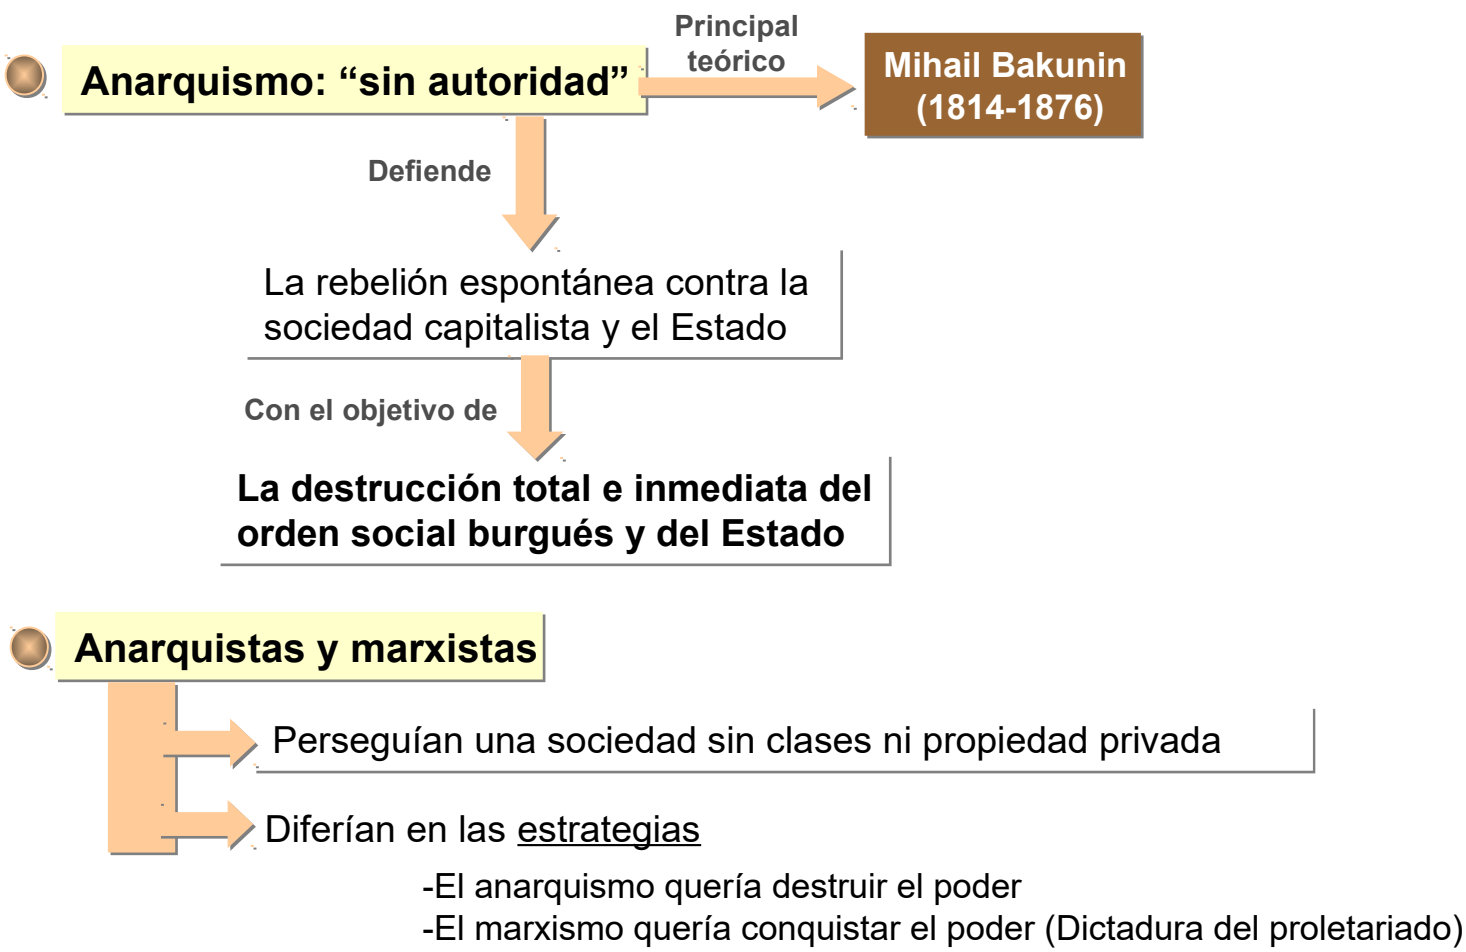 Principal
teórico
Anarquismo: “sin autoridad”
Mihail Bakunin
(1814-1876)
Defiende
La rebelión espontánea contra la
sociedad capitalista y el Estado
Con el objetivo de
La destrucción total e inmediata del
orden social burgués y del Estado
Anarquistas y marxistas
Perseguían una sociedad sin clases ni propiedad privada
Diferían en las estrategias
-El anarquismo quería destruir el poder
-El marxismo quería conquistar el poder (Dictadura del proletariado)